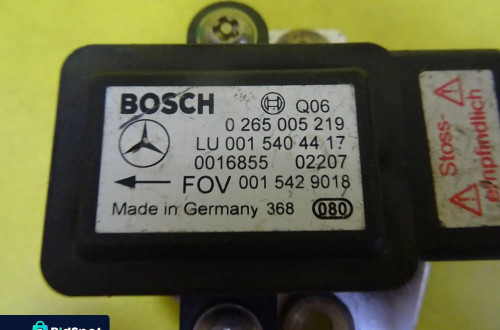 BOSCH Q06
0 265 005 219
LU 001 540 44 17
0016855 02207
FOV 001 542 9018
Made in Germany 368 080
Stoss-
empfindlich
BidSpot